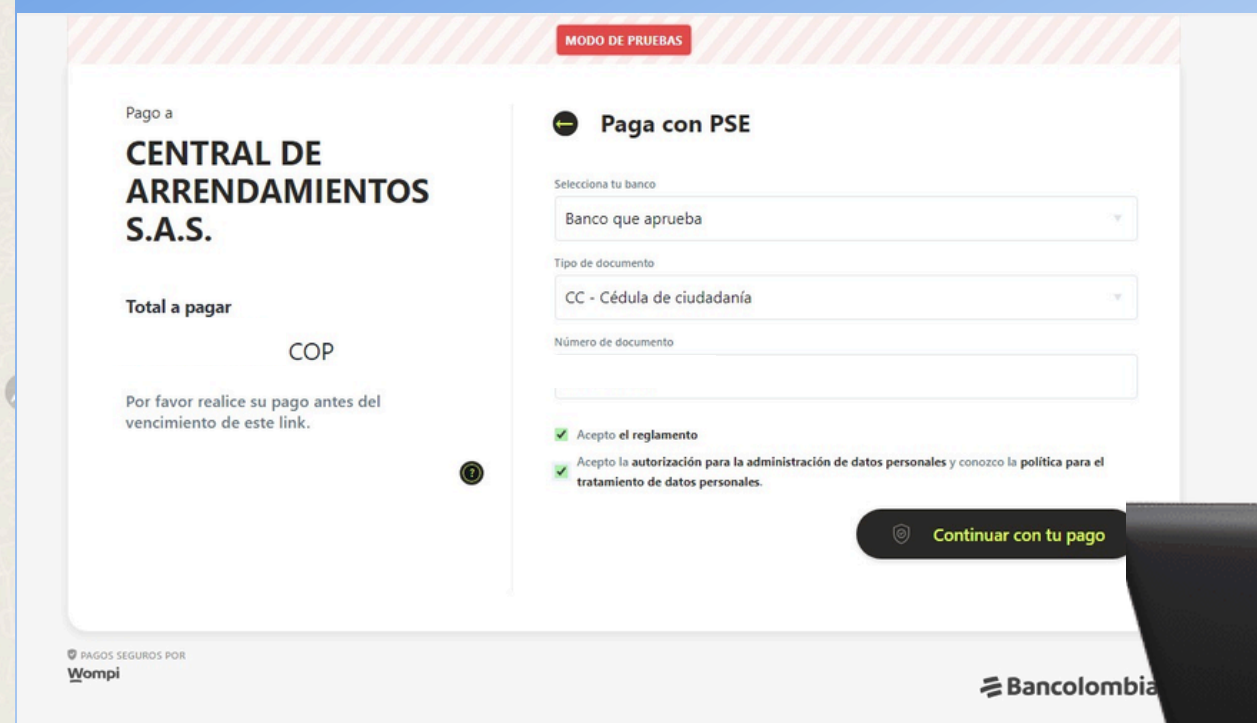 MODO DE PRUEBAS
Pago a
CENTRAL DE
ARRENDAMIENTOS
S.A.S.
Total a pagar
COP
Por favor realice su pago antes del
vencimiento de este link.
?
Paga con PSE
Selecciona tu banco
Banco que aprueba
Tipo de documento
CC - Cédula de ciudadanía
Número de documento
Acepto el reglamento
Acepto la autorización para la administración de datos personales y conozco la política para el
tratamiento de datos personales.
Continuar con tu pago
PAGOS SEGUROS POR
Wompi
Bancolombia